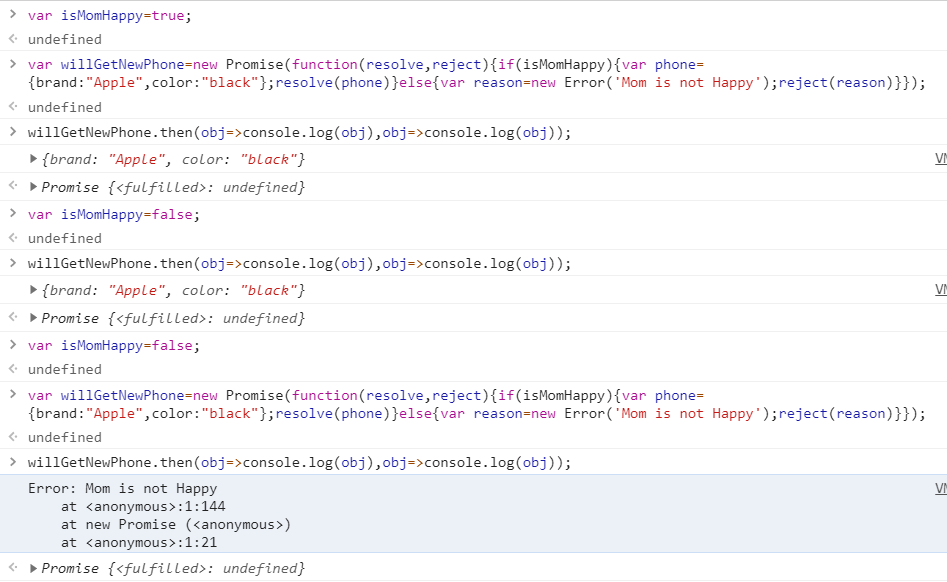 var isMomHappy=true;
undefined
var willGetNewPhone=new Promise(function(resolve,reject){if(isMomHappy){var phone=
{brand:"Apple",color:"black"};resolve(phone)}else{var reason=new Error('Mom is not Happy');reject(reason)}});
undefined
willGetNewPhone.then(obj=>console.log(obj),obj=>console.log(obj));
{brand: "Apple", color: "black"}
Promise {<fulfilled>: undefined}
var isMomHappy=false;
undefined
willGetNewPhone.then(obj=>console.log(obj),obj=>console.log(obj));
{brand: "Apple", color: "black"}
Promise {<fulfilled>: undefined}
var isMomHappy=false;
undefined
var willGetNewPhone=new Promise(function(resolve,reject){if(isMomHappy){var phone=
{brand:"Apple",color:"black"};resolve(phone)}else{var reason=new Error('Mom is not Happy');reject(reason)}});
undefined
willGetNewPhone.then(obj=>console.log(obj),obj=>console.log(obj));
Error: Mom is not Happy
at <anonymous>:1:144
at new Promise (<anonymous>)
at <anonymous>:1:21
Promise {<fulfilled>: undefined}